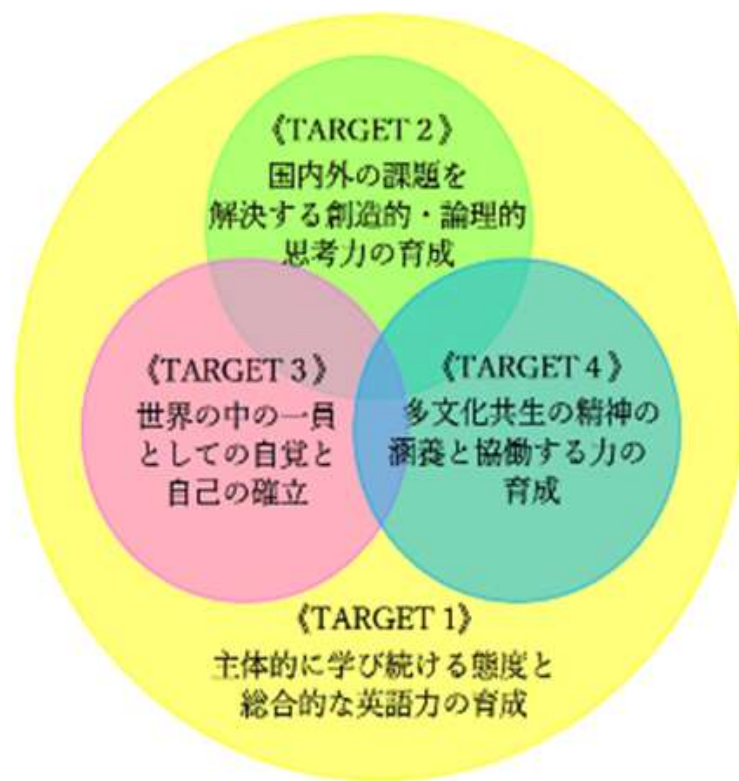 《TARGET 2》
国内外の課題を
解決する創造的・論理的
思考力の育成
《TARGET 3》
世界の中の一員
としての自覚と
自己の確立
《TARGET 4》
多文化共生の精神の
涵養と協働する力の
育成
《TARGET 1》
主体的に学び続ける態度と
総合的な英語力の育成